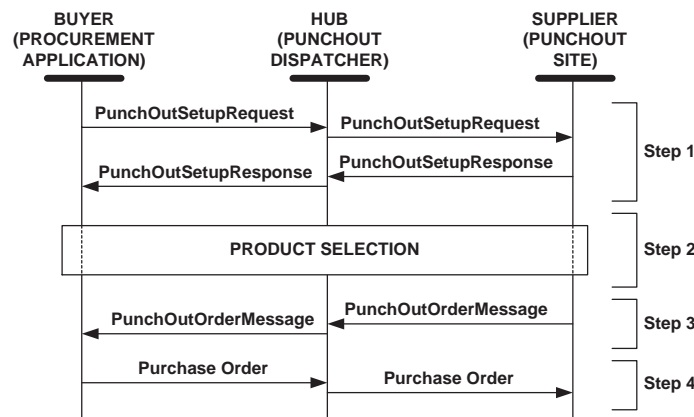 BUYER
(PROCUREMENT
APPLICATION)
HUB
(PUNCHOUT
DISPATCHER)
SUPPLIER
(PUNCHOUT
SITE)
PunchOutSetupRequest
PunchOutSetupRequest
PunchOutSetupResponse
PunchOutSetupResponse
Step 1
PRODUCT SELECTION
Step 2
PunchOutOrderMessage
PunchOutOrderMessage
Step 3
Purchase Order
Purchase Order
Step 4